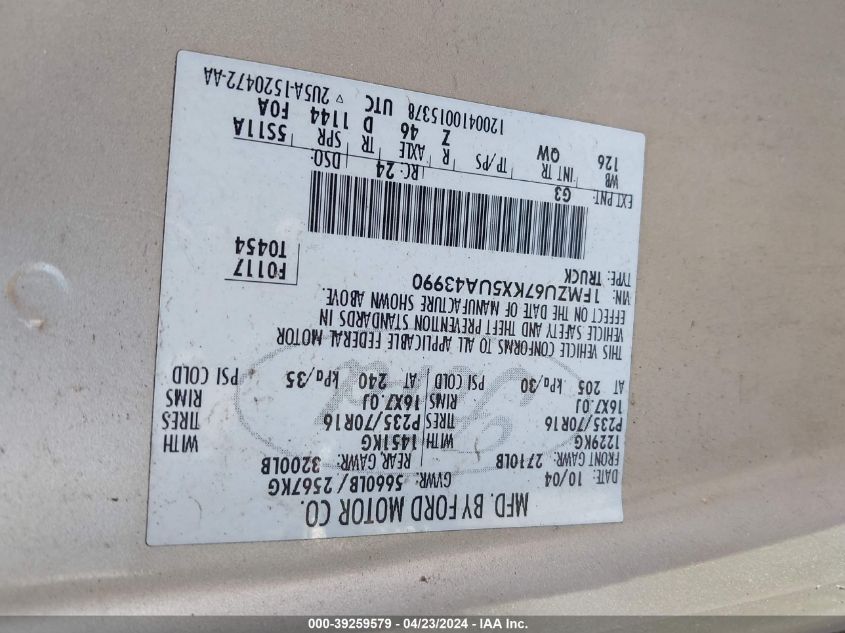 MFD. BY FORD MOTOR CO.
DATE: 10/04 GVWR: 5660LB/2567KG
FRONT GAWR: 2710LB REAR GAWR: 3200LB
1229KG WITH 1451KG WITH
P235/70R16 TIRES P235/70R16 TIRES
16X7.0J RIMS 16X7.0J RIMS
AT 205 kPa/30 PSI COLD AT 240 kPa/35 PSI COLD
THIS VEHICLE CONFORMS TO ALL APPLICABLE FEDERAL MOTOR
VEHICLE SAFETY AND THEFT PREVENTION STANDARDS IN
EFFECT ON THE DATE OF MANUFACTURE SHOWN ABOVE.
VIN: 1FMZU67KX5UA43990
TYPE: TRUCK
F0117
T0454
EXT PNT: G3 RC: 24 DSO:
WB INT TR TP/PS R AXLE TR SPR 5S11A
126 QW Z 46 D 1144 F0A
1200410015378 UTC ▽ 2U5A-1520472-AA
000-39259579 / 04/23/2024 - IAA Inc.